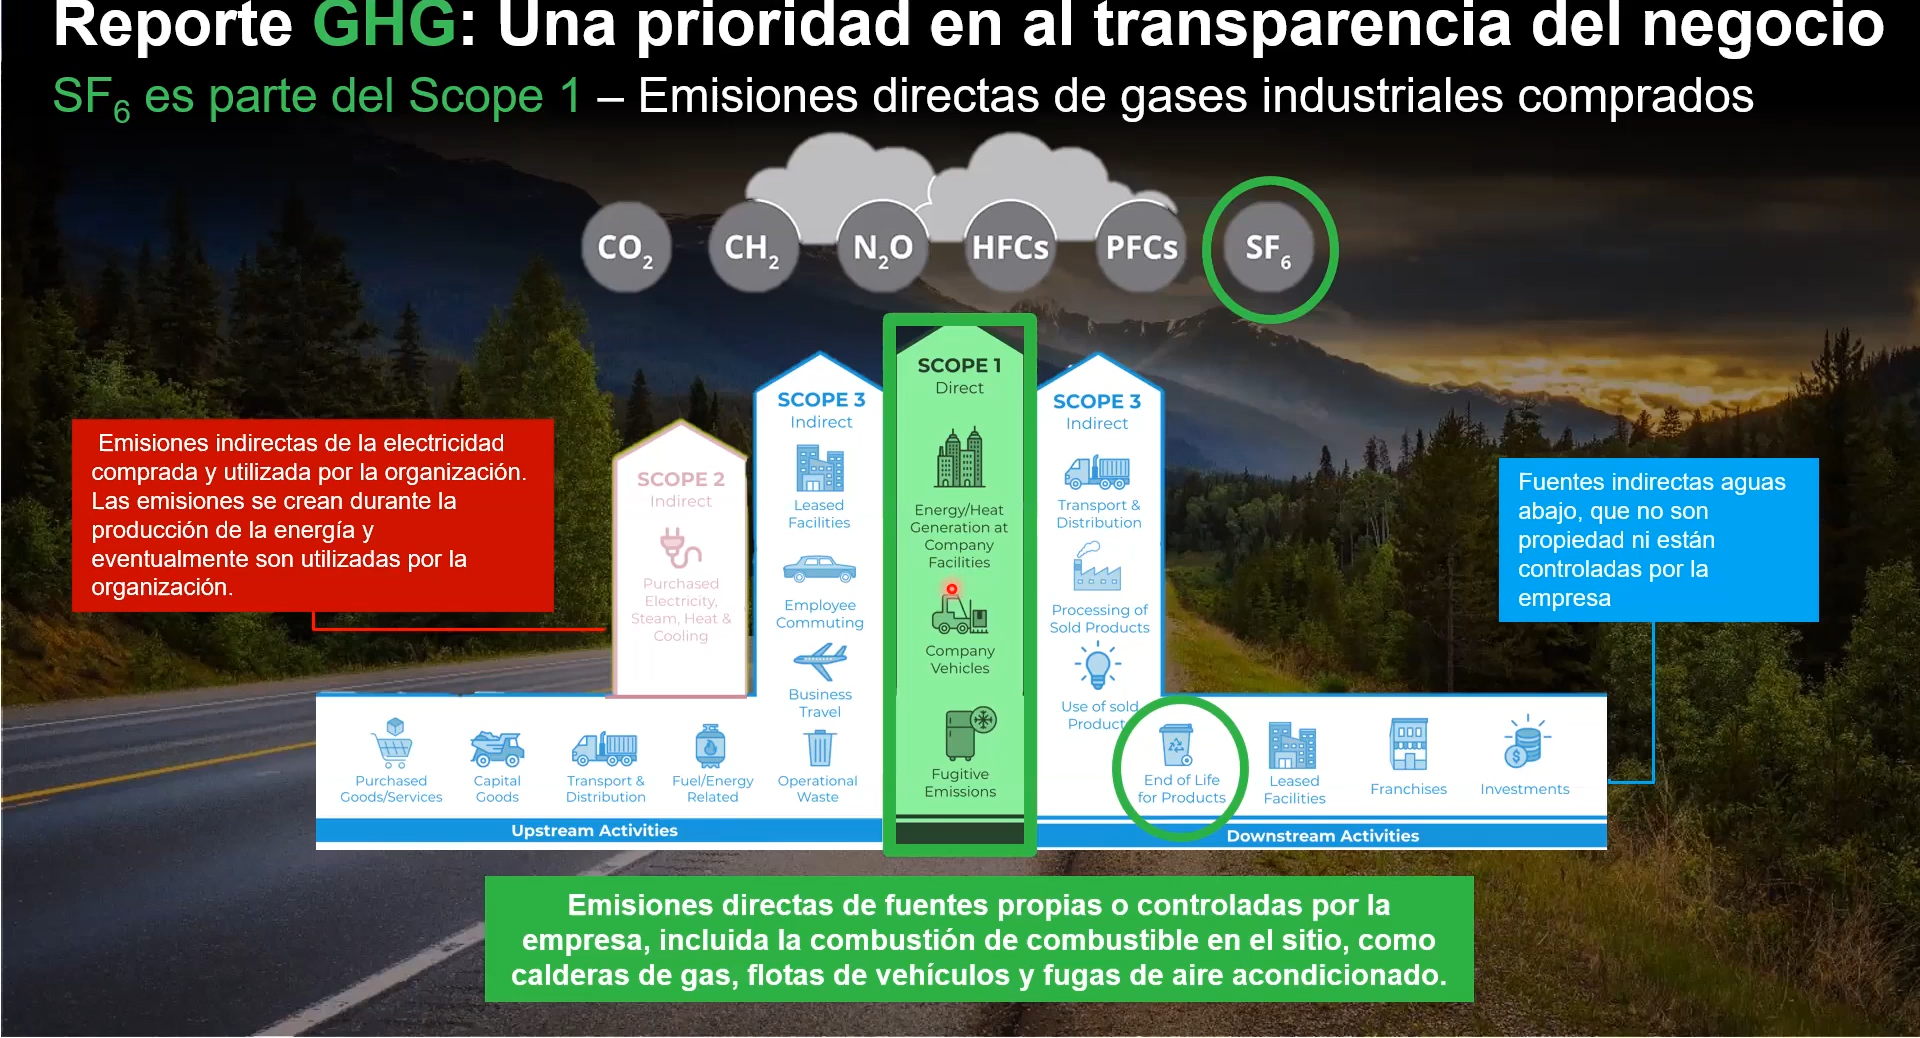 Reporte GHG: Una prioridad en al transparencia del negocio
SF₆ es parte del Scope 1 – Emisiones directas de gases industriales comprados
CO₂
CH₂
N₂O
HFCs
PFCs
SF₆
Emisiones indirectas de la electricidad
comprada y utilizada por la organización.
Las emisiones se crean durante la
producción de la energía y
eventualmente son utilizadas por la
organización.
SCOPE 2
Indirect
Purchased
Electricity,
Steam, Heat &
Cooling
SCOPE 3
Indirect
Leased
Facilities
Employee
Commuting
Business
Travel
SCOPE 1
Direct
Energy/Heat
Generation at
Company
Facilities
Company
Vehicles
Fugitive
Emissions
SCOPE 3
Indirect
Transport &
Distribution
Processing of
Sold Products
Use of sold
Product
Fuentes indirectas aguas
abajo, que no son
propiedad ni están
controladas por la
empresa
Purchased
Goods/Services
Capital
Goods
Transport &
Distribution
Fuel/Energy
Related
Operational
Waste
End of Life
for Products
Leased
Facilities
Franchises
Investments
Upstream Activities
Downstream Activities
Emisiones directas de fuentes propias o controladas por la
empresa, incluida la combustión de combustible en el sitio, como
calderas de gas, flotas de vehículos y fugas de aire acondicionado.